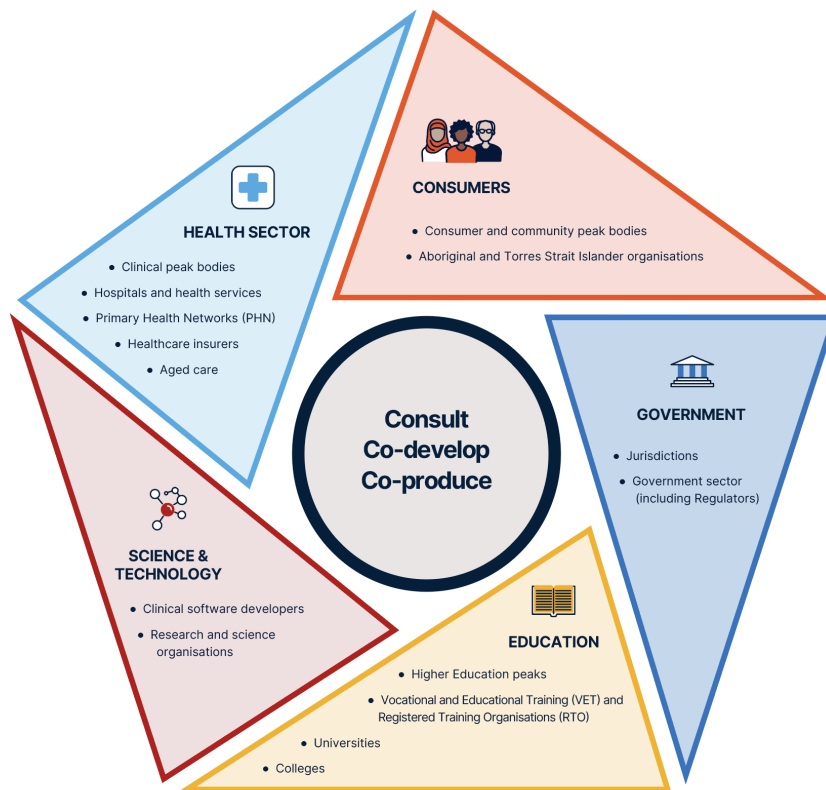 HEALTH SECTOR
● Clinical peak bodies
● Hospitals and health services
● Primary Health Networks (PHN)
● Healthcare insurers
● Aged care
CONSUMERS
● Consumer and community peak bodies
● Aboriginal and Torres Strait Islander organisations
Consult
Co-develop
Co-produce
GOVERNMENT
● Jurisdictions
● Government sector
(including Regulators)
SCIENCE &
TECHNOLOGY
● Clinical software developers
● Research and science
organisations
EDUCATION
● Higher Education peaks
● Vocational and Educational Training (VET) and
Registered Training Organisations (RTO)
● Universities
● Colleges